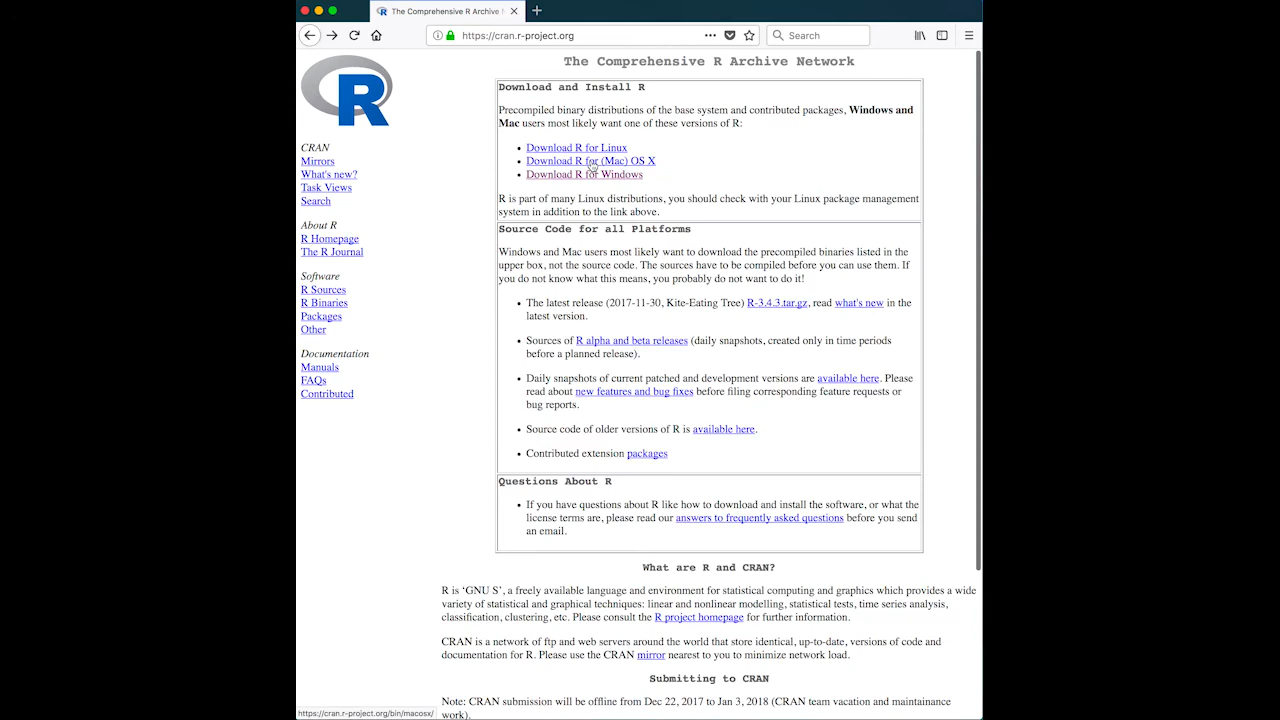 The Comprehensive R Archive N
https://cran.r-project.org
Search
R
CRAN
Mirrors
What's new?
Task Views
Search
About R
R Homepage
The R Journal
Software
R Sources
R Binaries
Packages
Other
Documentation
Manuals
FAQs
Contributed
The Comprehensive R Archive Network
Download and Install R
Precompiled binary distributions of the base system and contributed packages, Windows and
Mac users most likely want one of these versions of R:
• Download R for Linux
• Download R for (Mac) OS X
• Download R for Windows
R is part of many Linux distributions, you should check with your Linux package management
system in addition to the link above.
Source Code for all Platforms
Windows and Mac users most likely want to download the precompiled binaries listed in the
upper box, not the source code. The sources have to be compiled before you can use them. If
you do not know what this means, you probably do not want to do it!
• The latest release (2017-11-30, Kite-Eating Tree) R-3.4.3.tar.gz, read what's new in the
latest version.
• Sources of R alpha and beta releases (daily snapshots, created only in time periods
before a planned release).
• Daily snapshots of current patched and development versions are available here. Please
read about new features and bug fixes before filing corresponding feature requests or
bug reports.
• Source code of older versions of R is available here.
• Contributed extension packages
Questions About R
• If you have questions about R like how to download and install the software, or what the
license terms are, please read our answers to frequently asked questions before you send
an email.
What are R and CRAN?
R is ‘GNU S’, a freely available language and environment for statistical computing and graphics which provides a wide
variety of statistical and graphical techniques: linear and nonlinear modelling, statistical tests, time series analysis,
classification, clustering, etc. Please consult the R project homepage for further information.
CRAN is a network of ftp and web servers around the world that store identical, up-to-date, versions of code and
documentation for R. Please use the CRAN mirror nearest to you to minimize network load.
Submitting to CRAN
Note: CRAN submission will be offline from Dec 22, 2017 to Jan 3, 2018 (CRAN team vacation and maintainance
work).
https://cran.r-project.org/bin/macosx/